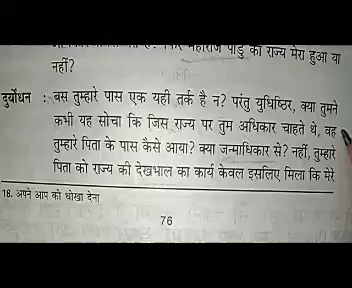 महाराज पांडु का राज्य मेरा हुआ या
नहीं?
दुर्योधन : बस तुम्हारे पास एक यही तर्क है न? परंतु युधिष्ठिर, क्या तुमने
कभी यह सोचा कि जिस राज्य पर तुम अधिकार चाहते थे, वह
तुम्हारे पिता के पास कैसे आया? क्या जन्माधिकार से? नहीं, तुम्हारे
पिता को राज्य की देखभाल का कार्य केवल इसलिए मिला कि मेरे
18. अपने आप को धोखा देना
76